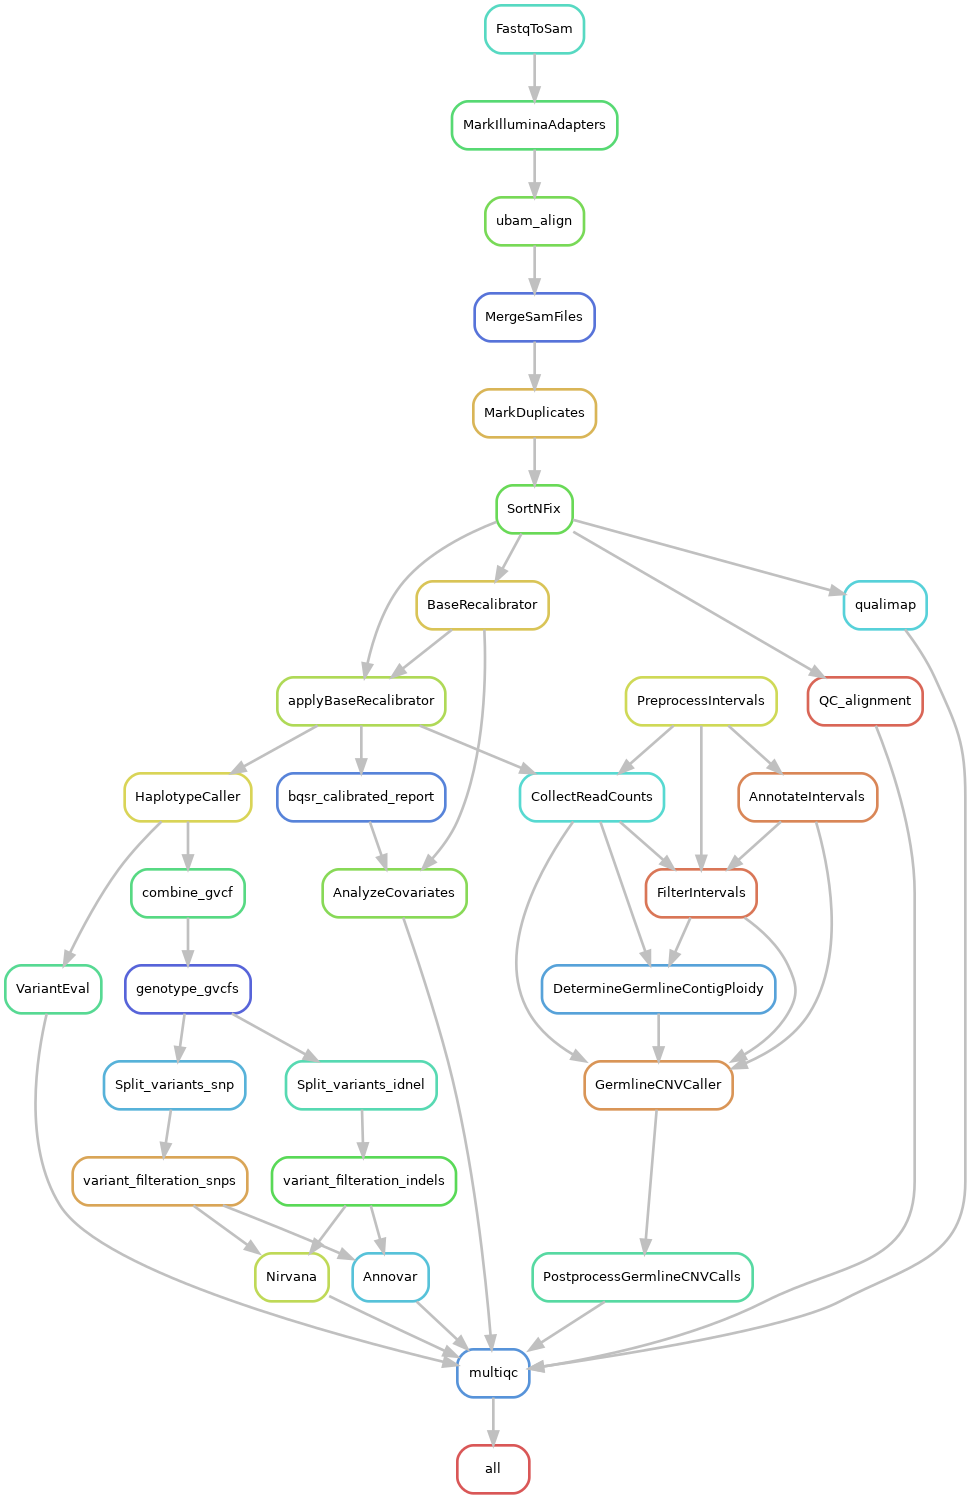 FastqToSam
MarkIlluminaAdapters
ubam_align
MergeSamFiles
MarkDuplicates
SortNFix
BaseRecalibrator
qualimap
applyBaseRecalibrator
PreprocessIntervals
QC_alignment
HaplotypeCaller
bqsr_calibrated_report
CollectReadCounts
AnnotateIntervals
combine_gvcf
AnalyzeCovariates
FilterIntervals
VariantEval
genotype_gvcfs
DetermineGermlineContigPloidy
Split_variants_snp
Split_variants_idnel
GermlineCNVCaller
variant_filteration_snps
variant_filteration_indels
Nirvana
Annovar
PostprocessGermlineCNVCalls
multiqc
all